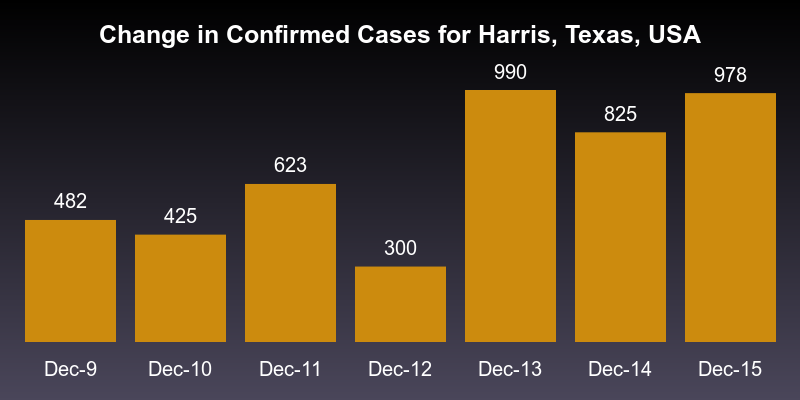 Change in Confirmed Cases for Harris, Texas, USA
482
425
623
300
990
825
978
Dec-9
Dec-10
Dec-11
Dec-12
Dec-13
Dec-14
Dec-15